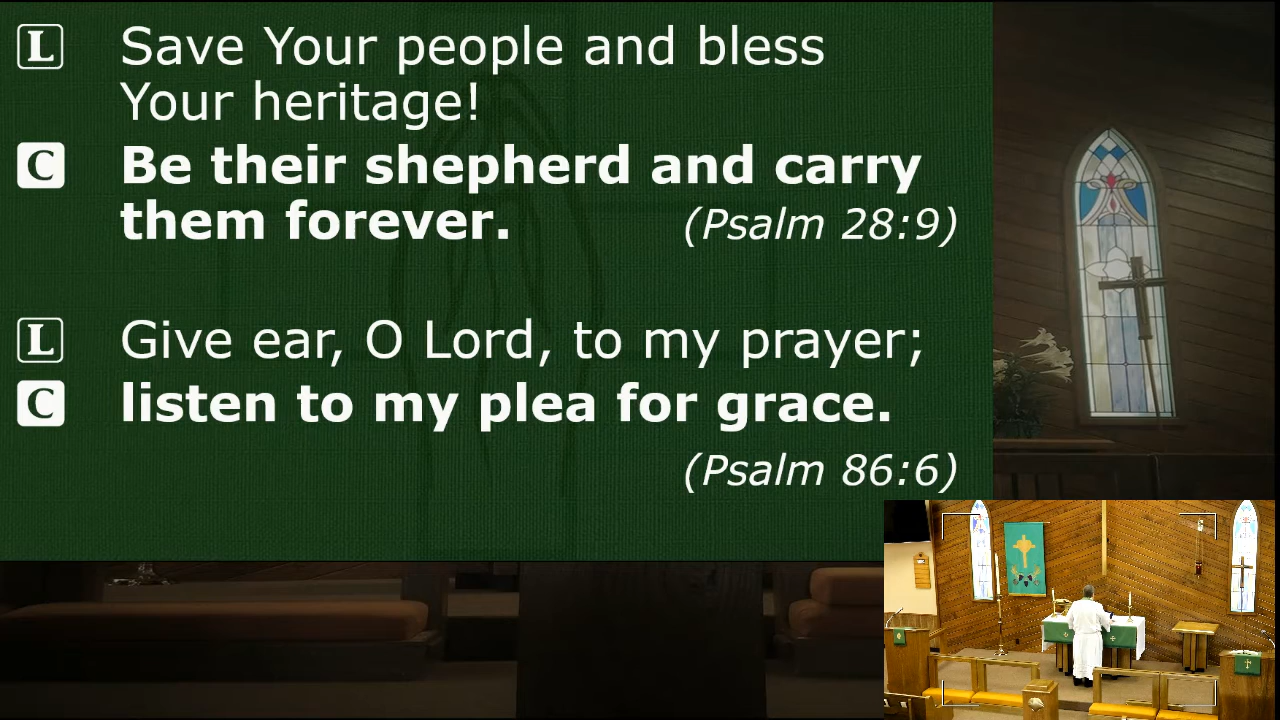 L Save Your people and bless
Your heritage!
C Be their shepherd and carry
them forever. (Psalm 28:9)
L Give ear, O Lord, to my prayer;
C listen to my plea for grace.
(Psalm 86:6)